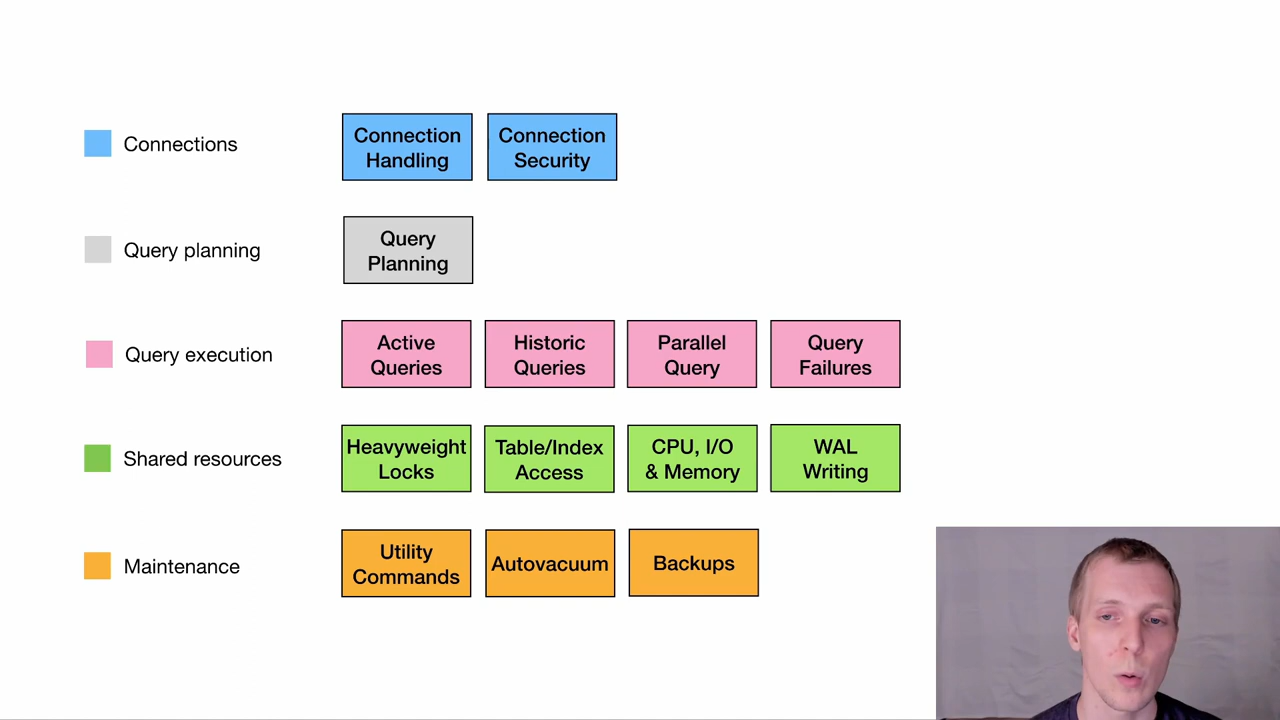 Connections
Connection
Handling
Connection
Security
Query planning
Query
Planning
Query execution
Active
Queries
Historic
Queries
Parallel
Query
Query
Failures
Shared resources
Heavyweight
Locks
Table/Index
Access
CPU, I/O
& Memory
WAL
Writing
Maintenance
Utility
Commands
Autovacuum
Backups